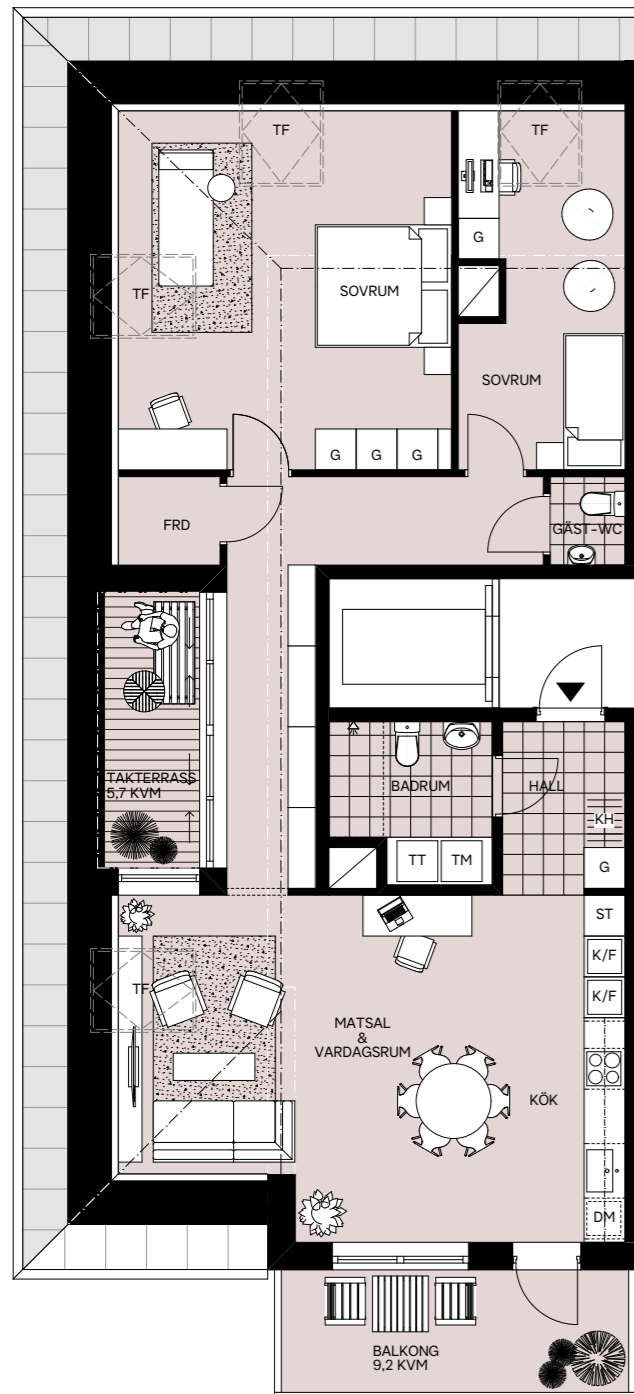 TF
TF
G
TF
SOVRUM
SOVRUM
G
G
G
FRD
GÄST-WC
TAKTERRASS
5,7 KVM
BADRUM
HALL
KH
TT
TM
G
ST
K/F
TF
K/F
MATSAL
&
VARDAGSRUM
KÖK
DM
BALKONG
9,2 KVM